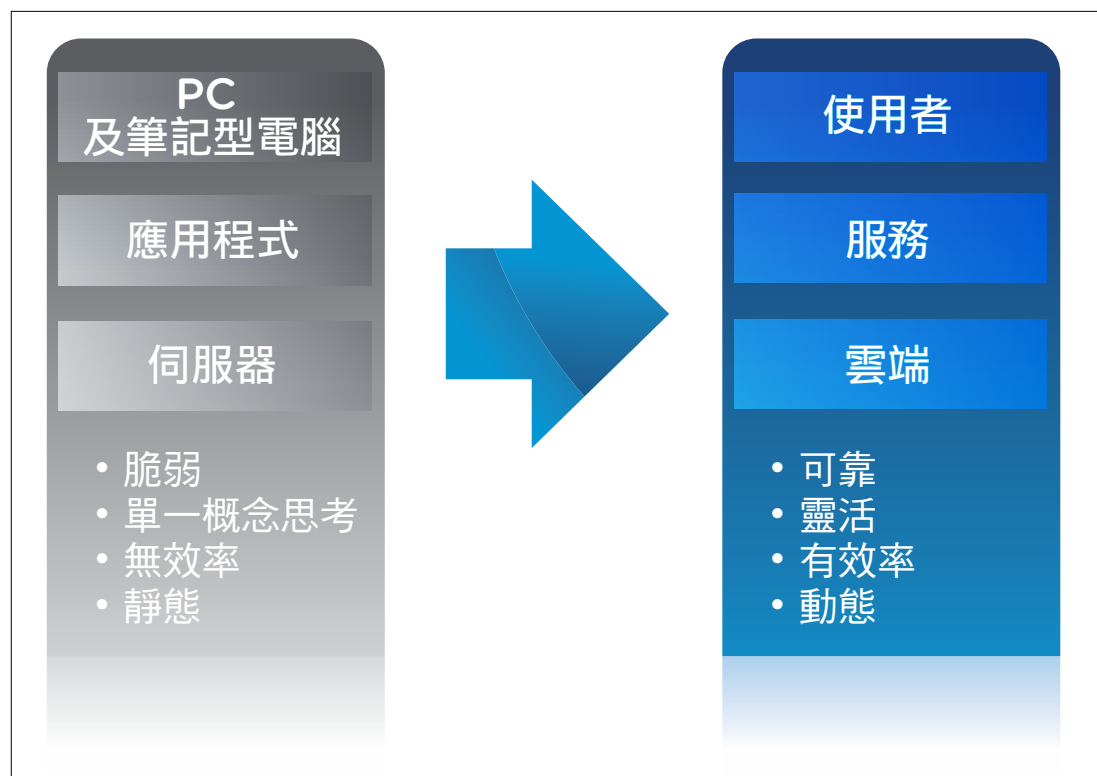 PC
及筆記型電腦
應用程式
伺服器
• 脆弱
• 單一概念思考
• 無效率
• 靜態
使用者
服務
雲端
• 可靠
• 靈活
• 有效率
• 動態